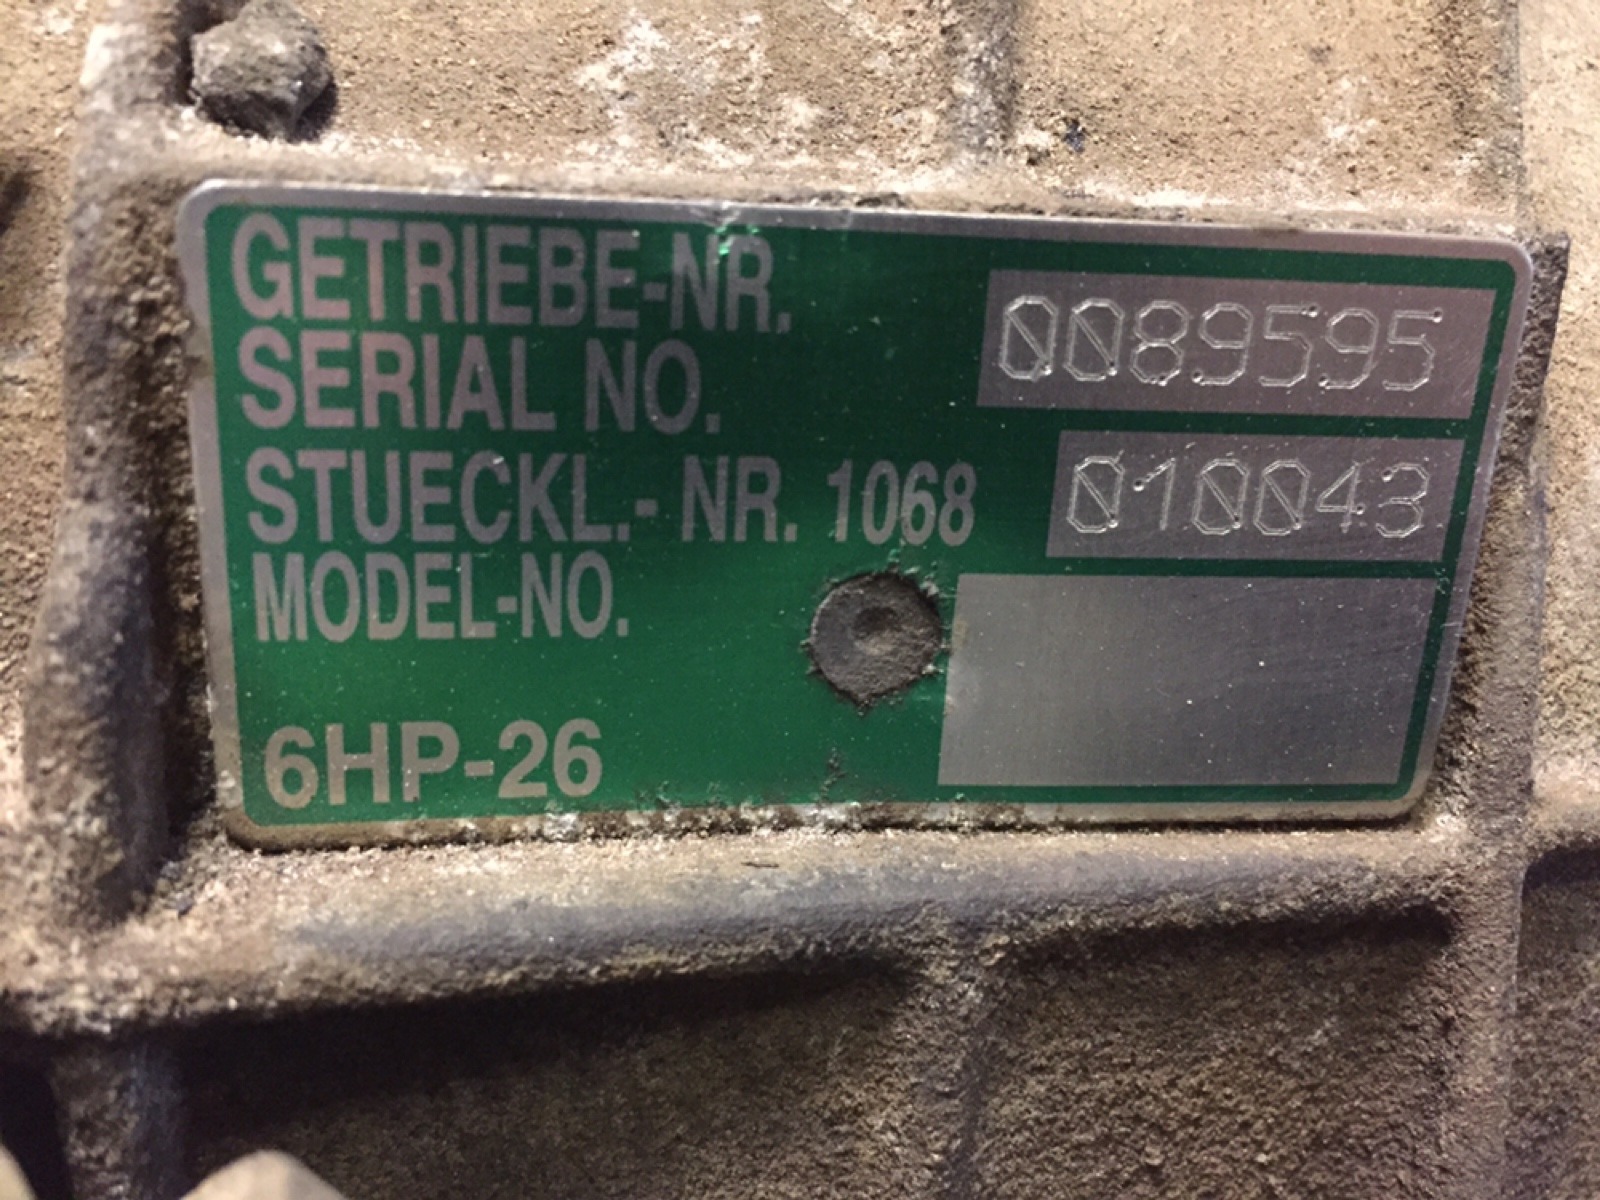 GETRIEBE-NR.
SERIAL NO. 0089595
STUECKL.- NR. 1068 010043
MODEL-NO.
6HP-26